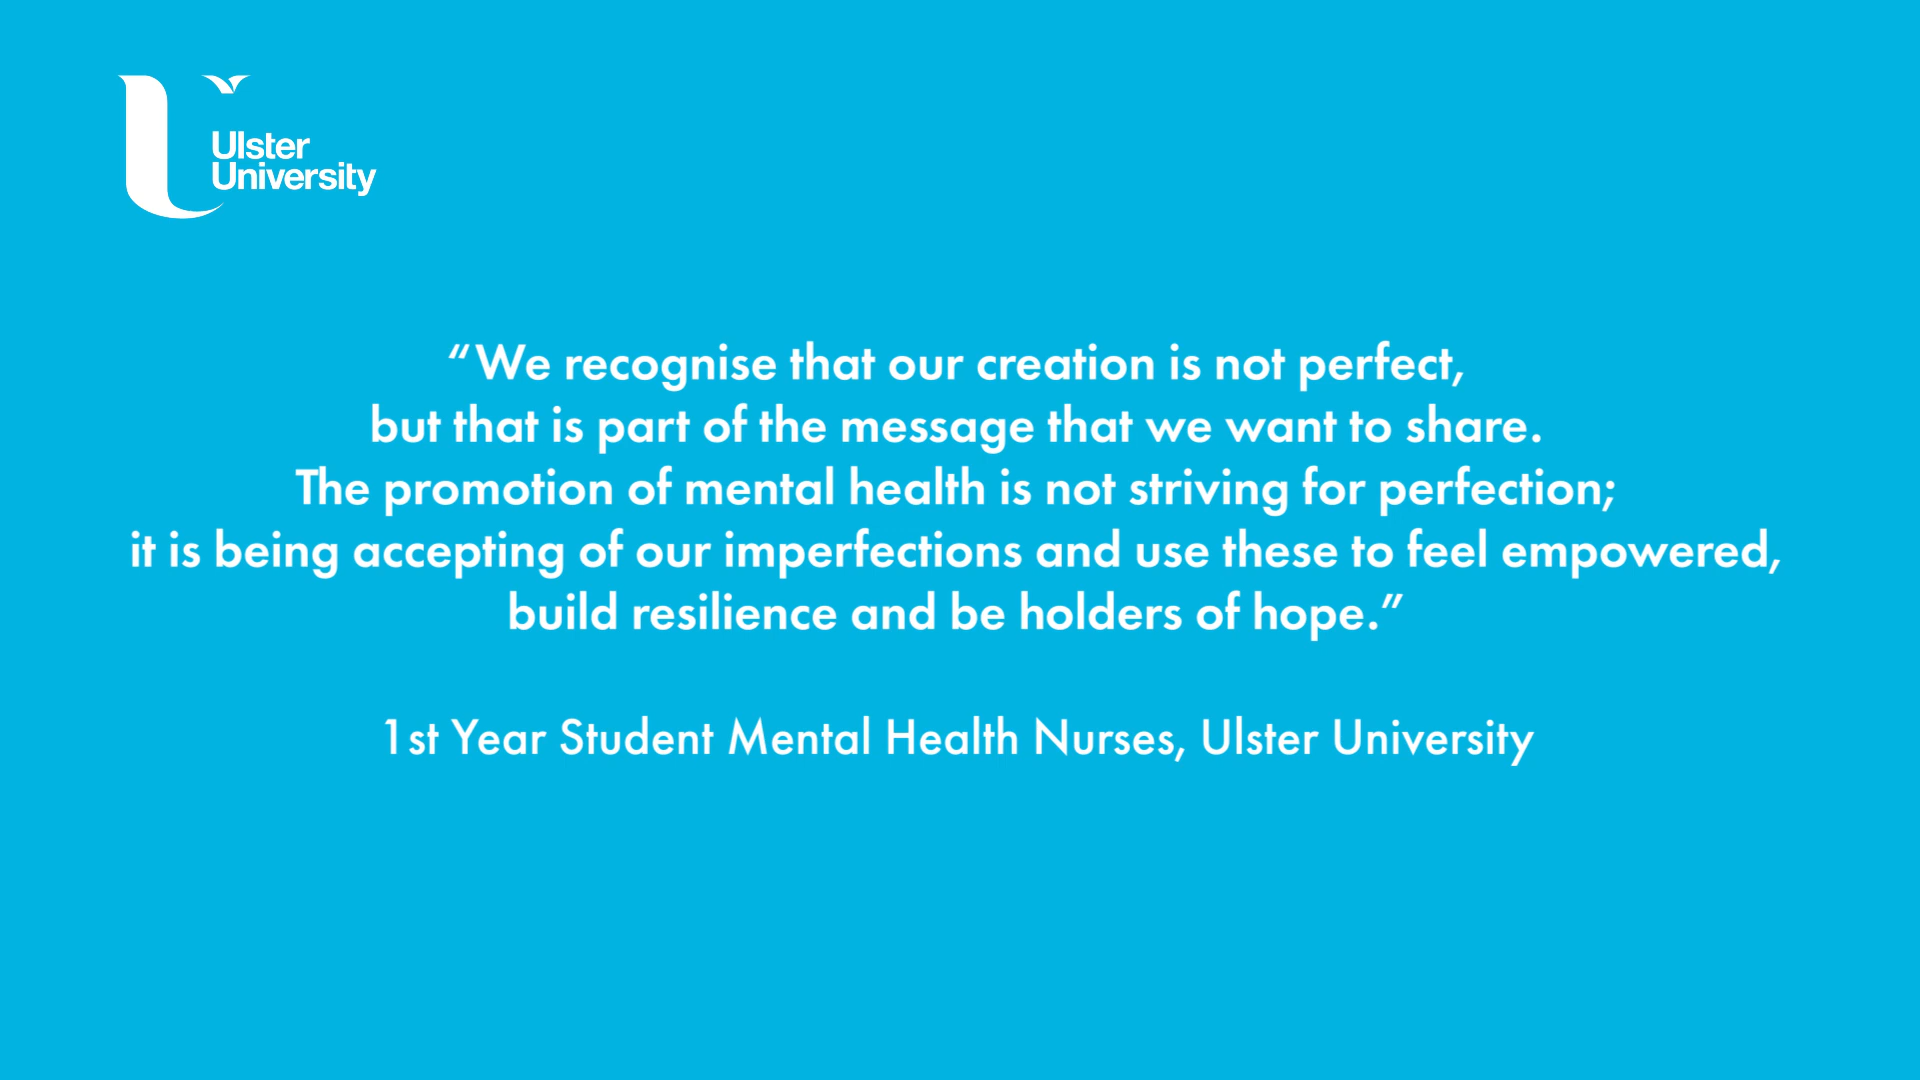 Ulster
University
“We recognise that our creation is not perfect,
but that is part of the message that we want to share.
The promotion of mental health is not striving for perfection;
it is being accepting of our imperfections and use these to feel empowered,
build resilience and be holders of hope.”
1st Year Student Mental Health Nurses, Ulster University